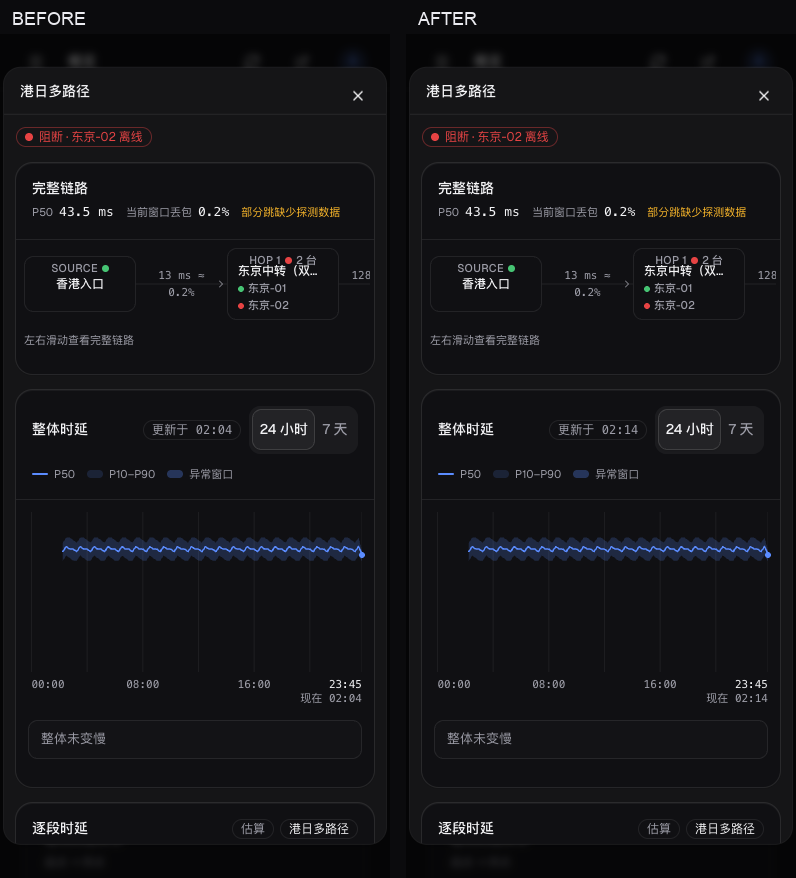 BEFORE
港日多路径
×
阻断 · 东京-02 离线
完整链路
P50 43.5 ms 当前窗口丢包 0.2% 部分跳缺少探测数据
SOURCE
香港入口
13 ms ≈
0.2%
HOP 1 2 台
东京中转（双…
东京-01
东京-02
128
左右滑动查看完整链路
整体时延
更新于 02:04
24 小时
7 天
P50 P10–P90 异常窗口
00:00 08:00 16:00 23:45
现在 02:04
整体未变慢
逐段时延
估算
港日多路径
AFTER
港日多路径
×
阻断 · 东京-02 离线
完整链路
P50 43.5 ms 当前窗口丢包 0.2% 部分跳缺少探测数据
SOURCE
香港入口
13 ms ≈
0.2%
HOP 1 2 台
东京中转（双…
东京-01
东京-02
128
左右滑动查看完整链路
整体时延
更新于 02:14
24 小时
7 天
P50 P10–P90 异常窗口
00:00 08:00 16:00 23:45
现在 02:14
整体未变慢
逐段时延
估算
港日多路径